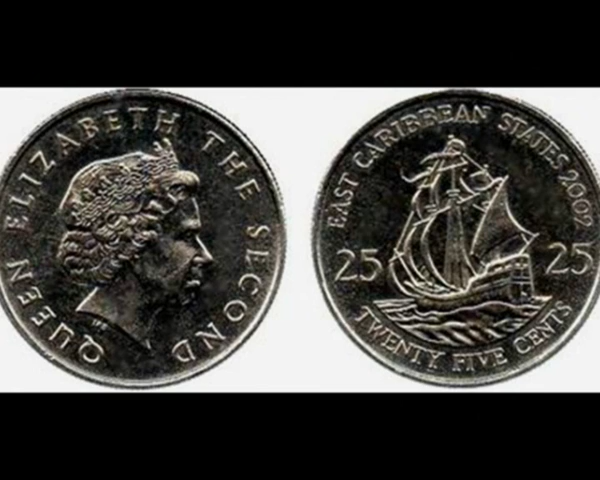 QUEEN ELIZABETH THE SECOND
EAST CARIBBEAN STATES 2002
25 25
TWENTY FIVE CENTS